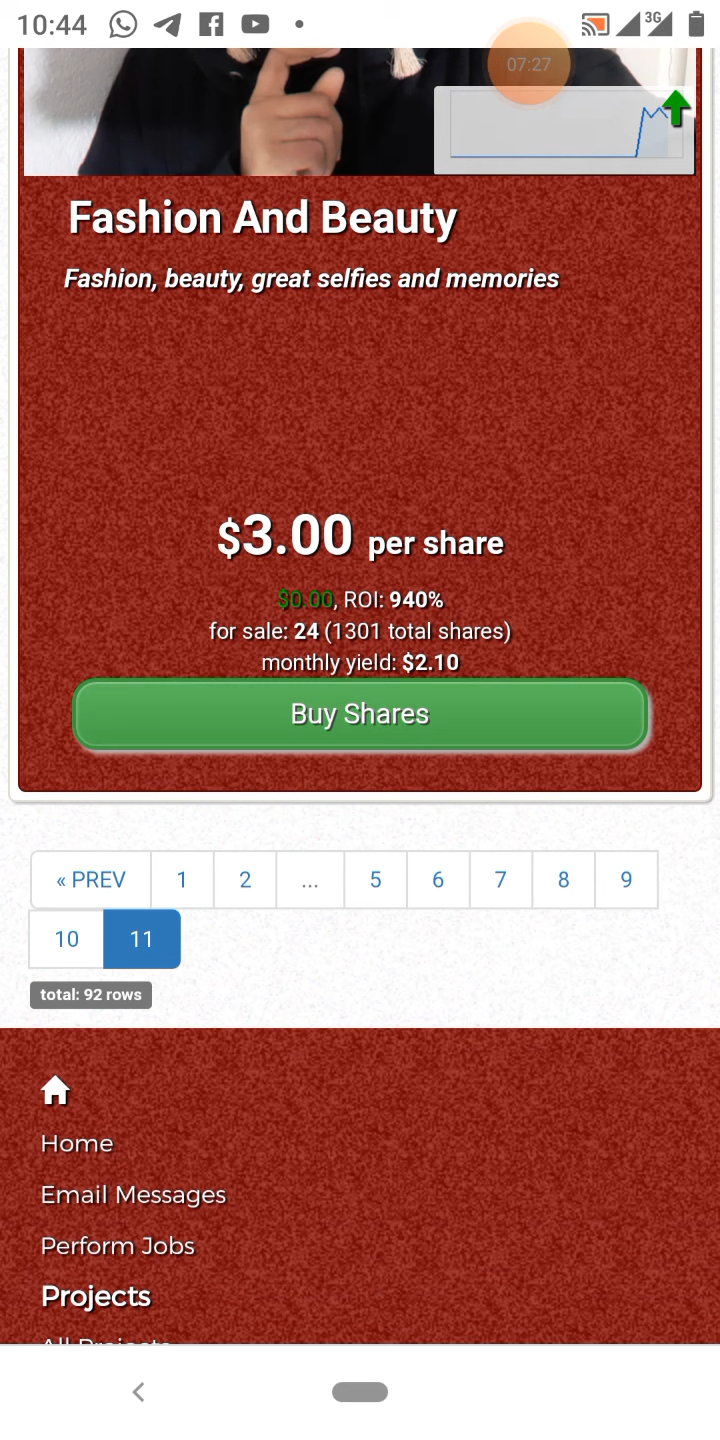 10:44
3G
07:27
Fashion And Beauty
Fashion, beauty, great selfies and memories
$3.00 per share
$0.00, ROI: 940%
for sale: 24 (1301 total shares)
monthly yield: $2.10
Buy Shares
« PREV 1 2 ... 5 6 7 8 9
10 11
total: 92 rows
Home
Email Messages
Perform Jobs
Projects
All Projects